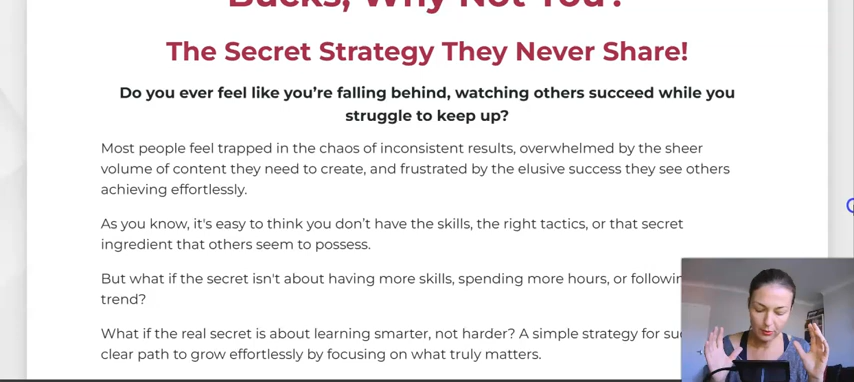 The Secret Strategy They Never Share!
Do you ever feel like you’re falling behind, watching others succeed while you
struggle to keep up?
Most people feel trapped in the chaos of inconsistent results, overwhelmed by the sheer
volume of content they need to create, and frustrated by the elusive success they see others
achieving effortlessly.
As you know, it's easy to think you don’t have the skills, the right tactics, or that secret
ingredient that others seem to possess.
But what if the secret isn't about having more skills, spending more hours, or
trend?
What if the real secret is about learning smarter, not harder? A simple strategy for
clear path to grow effortlessly by focusing on what truly matters.